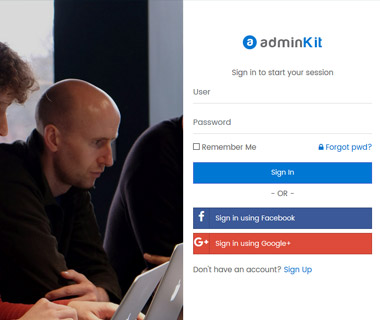 a adminKit
Sign in to start your session
User
Password
Remember Me
Forgot pwd?
Sign In
- OR -
f Sign in using Facebook
G+ Sign in using Google+
Don't have an account? Sign Up